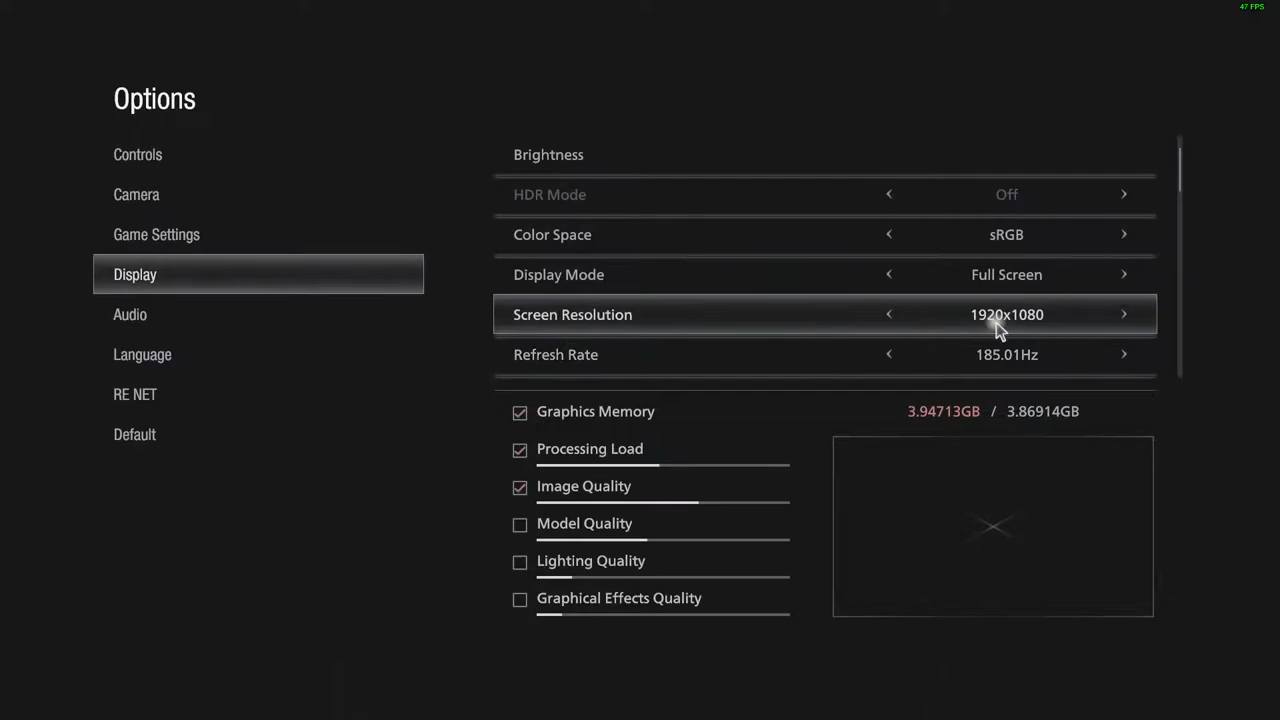 47 FPS
Options
Controls
Camera
Game Settings
Display
Audio
Language
RE NET
Default
Brightness
HDR Mode Off
Color Space sRGB
Display Mode Full Screen
Screen Resolution 1920x1080
Refresh Rate 185.01Hz
Graphics Memory 3.94713GB / 3.86914GB
Processing Load
Image Quality
Model Quality
Lighting Quality
Graphical Effects Quality